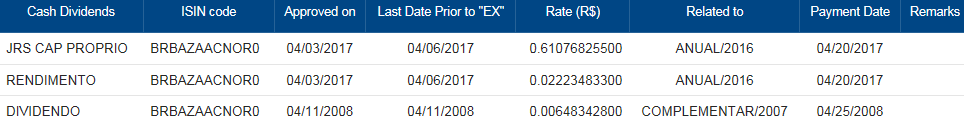 Cash Dividends ISIN code Approved on Last Date Prior to "EX" Rate (R$) Related to Payment Date Remarks
JRS CAP PROPRIO BRBAZAACNOR0 04/03/2017 04/06/2017 0.61076825500 ANUAL/2016 04/20/2017
RENDIMENTO BRBAZAACNOR0 04/03/2017 04/06/2017 0.02223483300 ANUAL/2016 04/20/2017
DIVIDENDO BRBAZAACNOR0 04/11/2008 04/11/2008 0.00648342800 COMPLEMENTAR/2007 04/25/2008